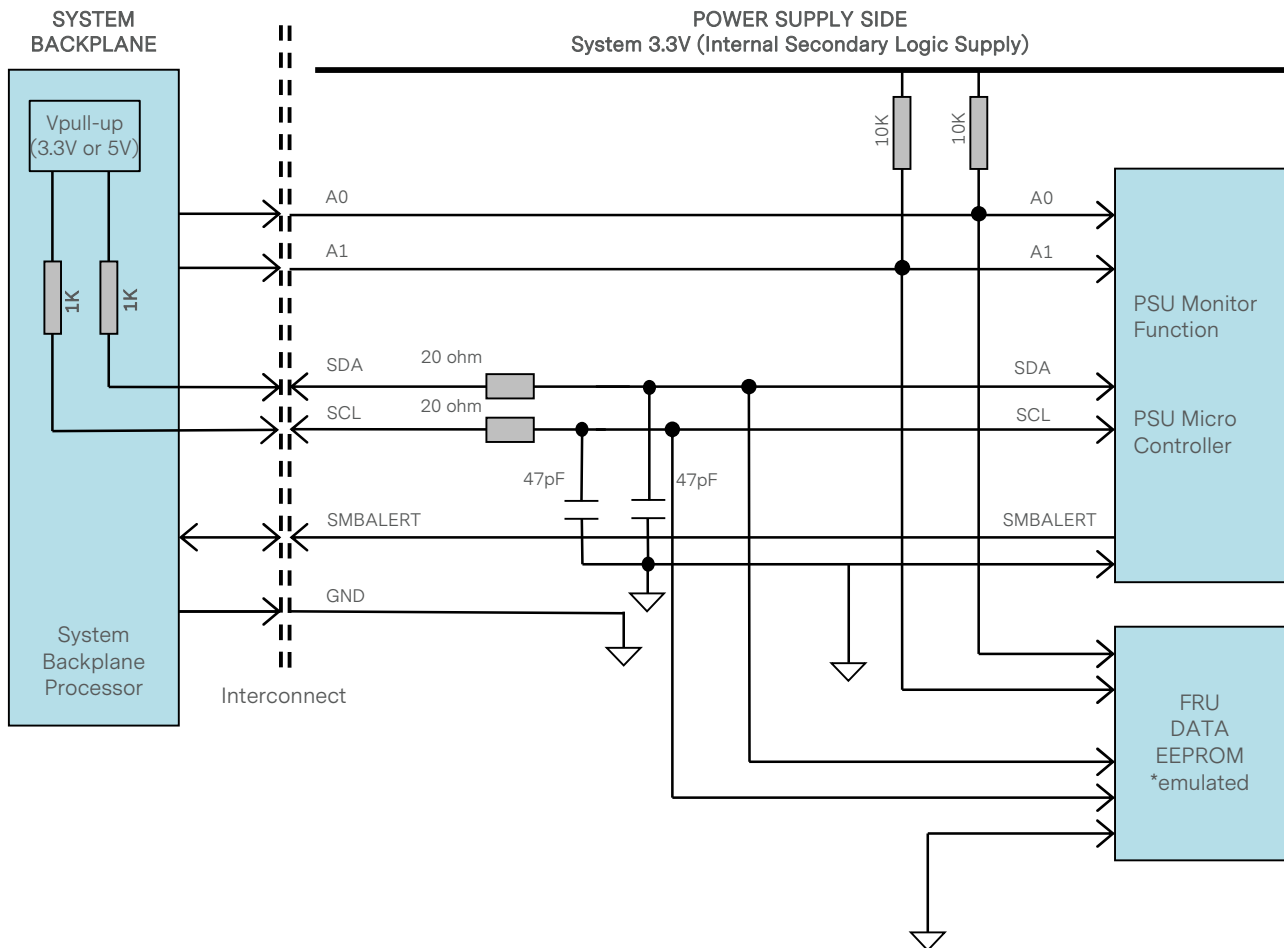 SYSTEM
BACKPLANE
POWER SUPPLY SIDE
System 3.3V (Internal Secondary Logic Supply)
Vpull-up
(3.3V or 5V)
10K
10K
A0
A0
A1
A1
1K
1K
PSU Monitor
Function
SDA
20 ohm
SDA
SCL
20 ohm
SCL
PSU Micro
Controller
47pF
47pF
SMBALERT
SMBALERT
GND
System
Backplane
Processor
Interconnect
FRU
DATA
EEPROM
*emulated